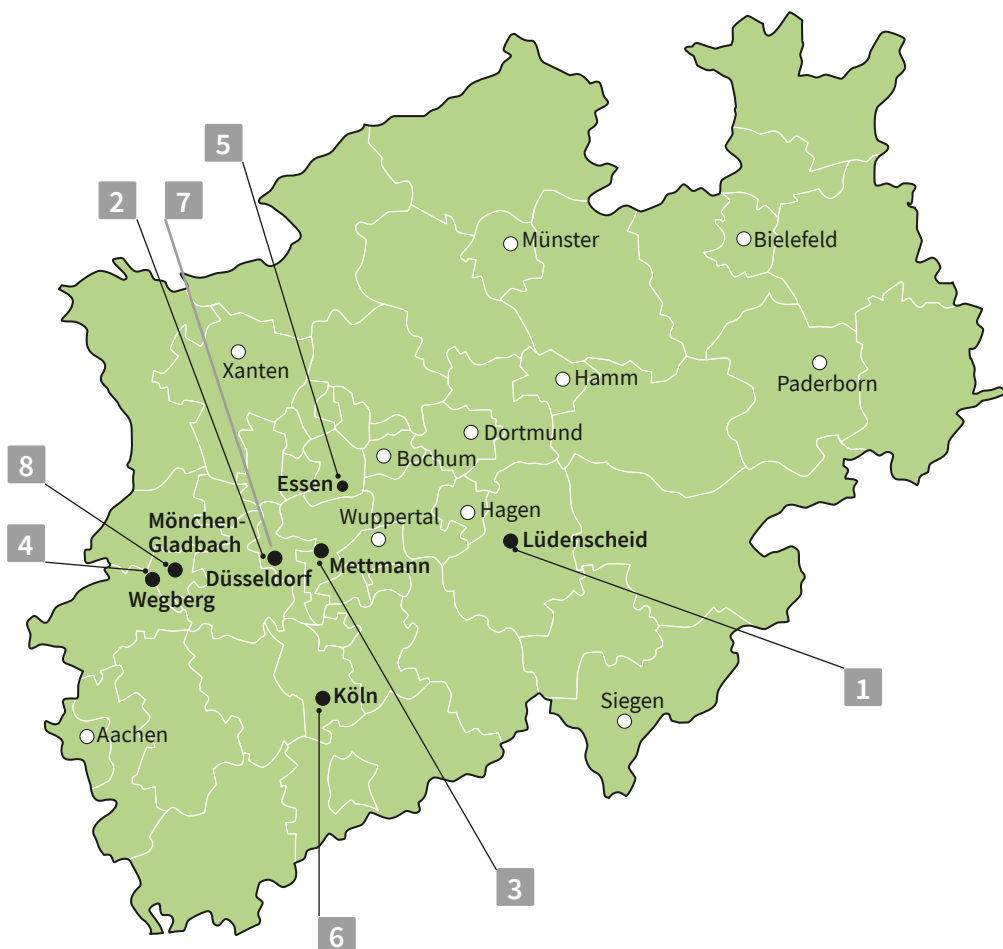 5
2
7
Münster
Bielefeld
Xanten
Hamm
Paderborn
Dortmund
Bochum
8
Essen
Hagen
Wuppertal
Mönchen-
Gladbach
4
Lüdenscheid
Mettmann
Düsseldorf
Wegberg
1
Köln
Siegen
Aachen
3
6